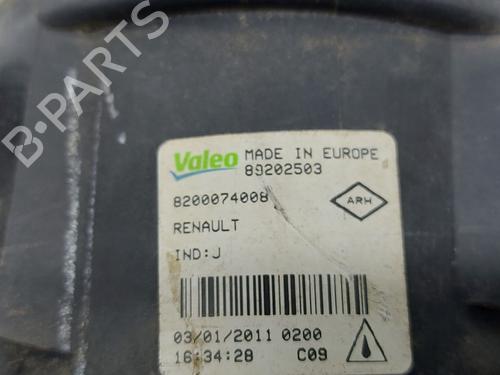 B-PARTS
Valeo MADE IN EUROPE
89202503
8200074008
ARH
RENAULT
IND:J
03/01/2011 0200
16:34:28 C09